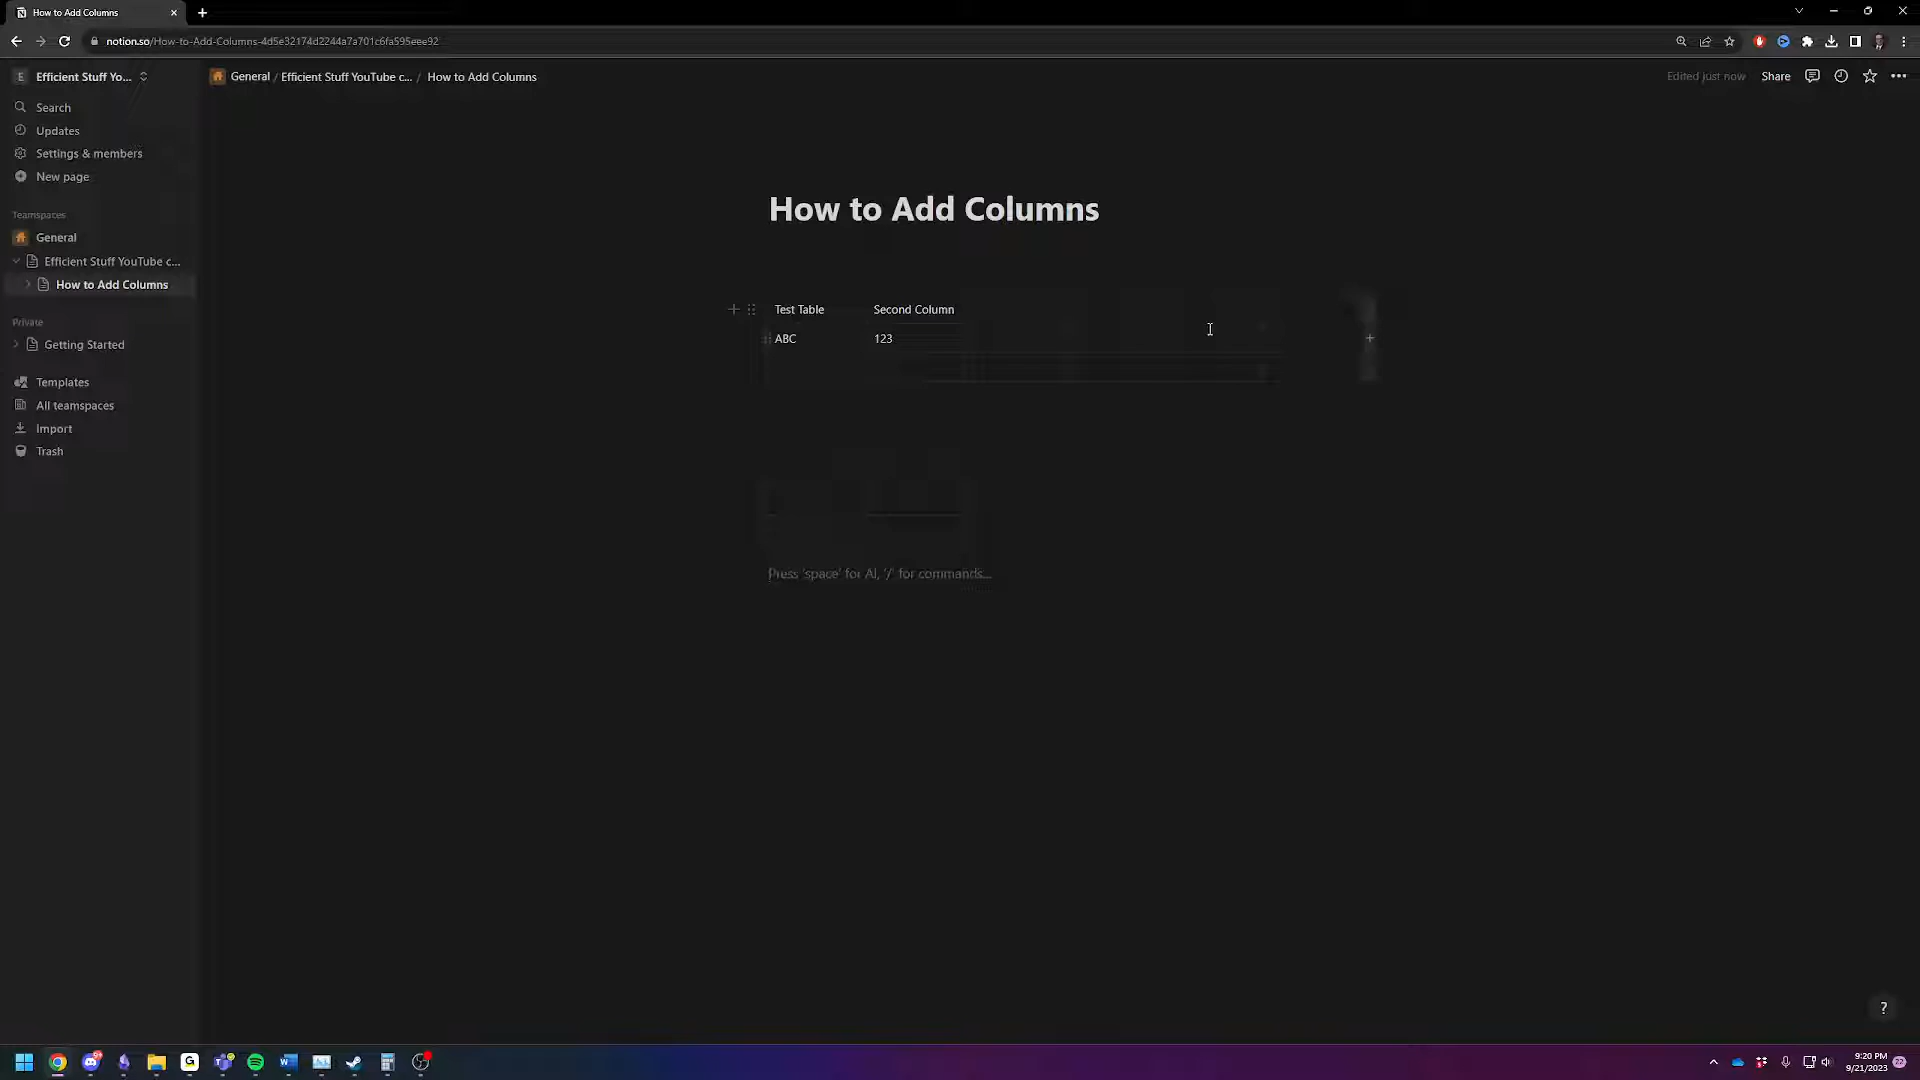 How to Add Columns
notion.so/How-to-Add-Columns-4d5e32174d2244a7a701c6fa595eee92
E Efficient Stuff Yo...
General / Efficient Stuff YouTube c... / How to Add Columns
Edited just now
Share
Search
Updates
Settings & members
New page
Teamspaces
General
Efficient Stuff YouTube c...
How to Add Columns
Private
Getting Started
Templates
All teamspaces
Import
Trash
How to Add Columns
Test Table Second Column
ABC 123
Press 'space' for AI, '/' for commands...
?
9:20 PM
9/21/2023